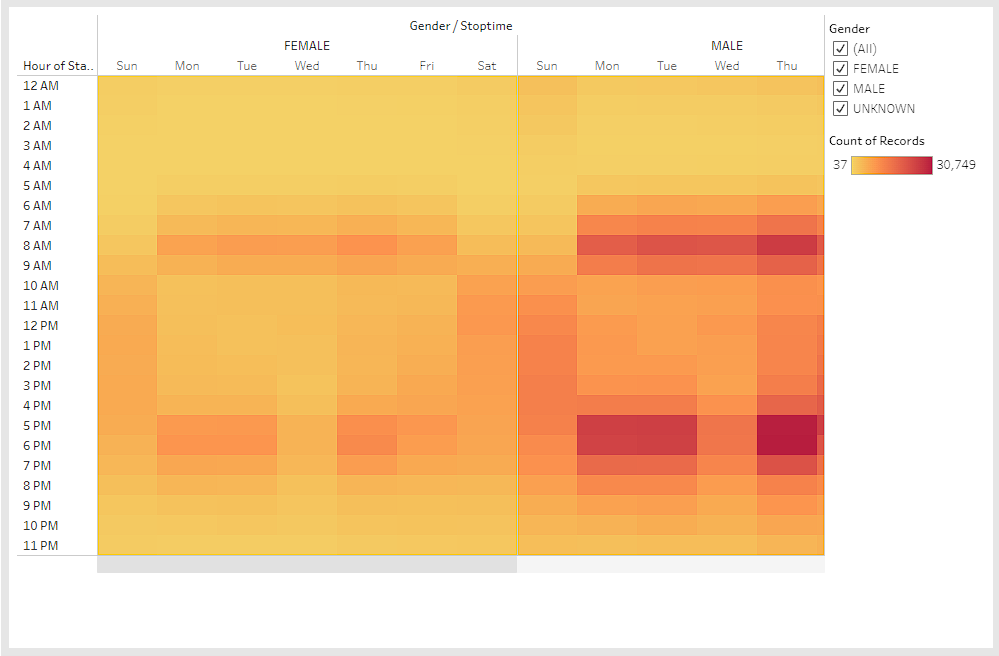 Gender / Stoptime
FEMALE MALE
Hour of Sta.. Sun Mon Tue Wed Thu Fri Sat Sun Mon Tue Wed Thu
12 AM
1 AM
2 AM
3 AM
4 AM
5 AM
6 AM
7 AM
8 AM
9 AM
10 AM
11 AM
12 PM
1 PM
2 PM
3 PM
4 PM
5 PM
6 PM
7 PM
8 PM
9 PM
10 PM
11 PM
Gender
(All)
FEMALE
MALE
UNKNOWN
Count of Records
37 30,749